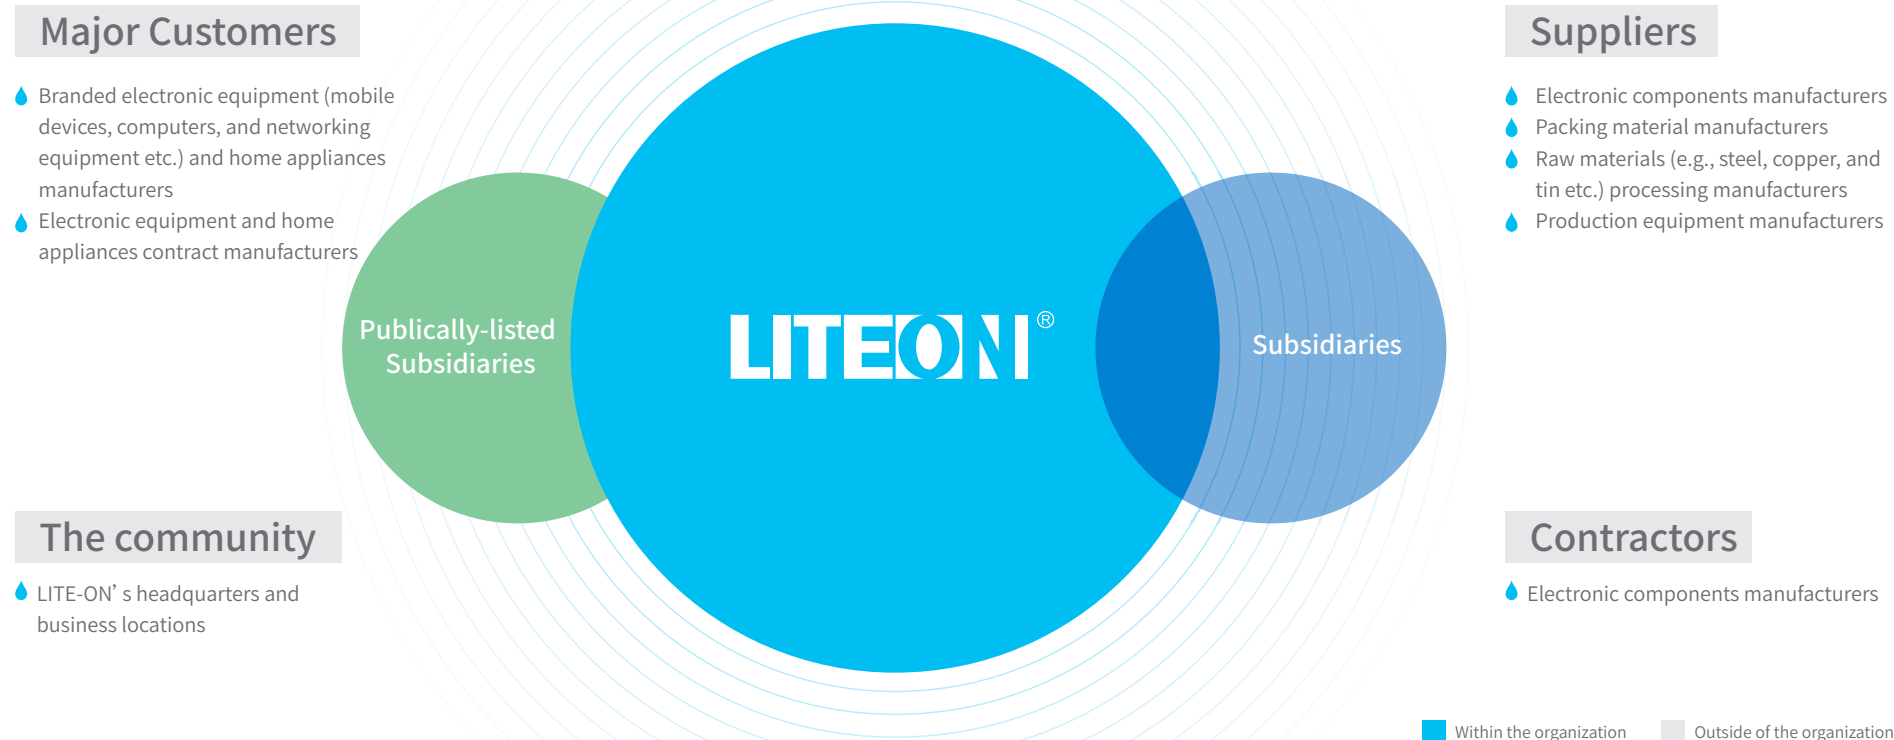 Major Customers
Branded electronic equipment (mobile
devices, computers, and networking
equipment etc.) and home appliances
manufacturers
Electronic equipment and home
appliances contract manufacturers
Suppliers
Electronic components manufacturers
Packing material manufacturers
Raw materials (e.g., steel, copper, and
tin etc.) processing manufacturers
Production equipment manufacturers
Publically-listed
Subsidiaries
LITEON®
Subsidiaries
The community
LITE-ON’ s headquarters and
business locations
Contractors
Electronic components manufacturers
Within the organization
Outside of the organization